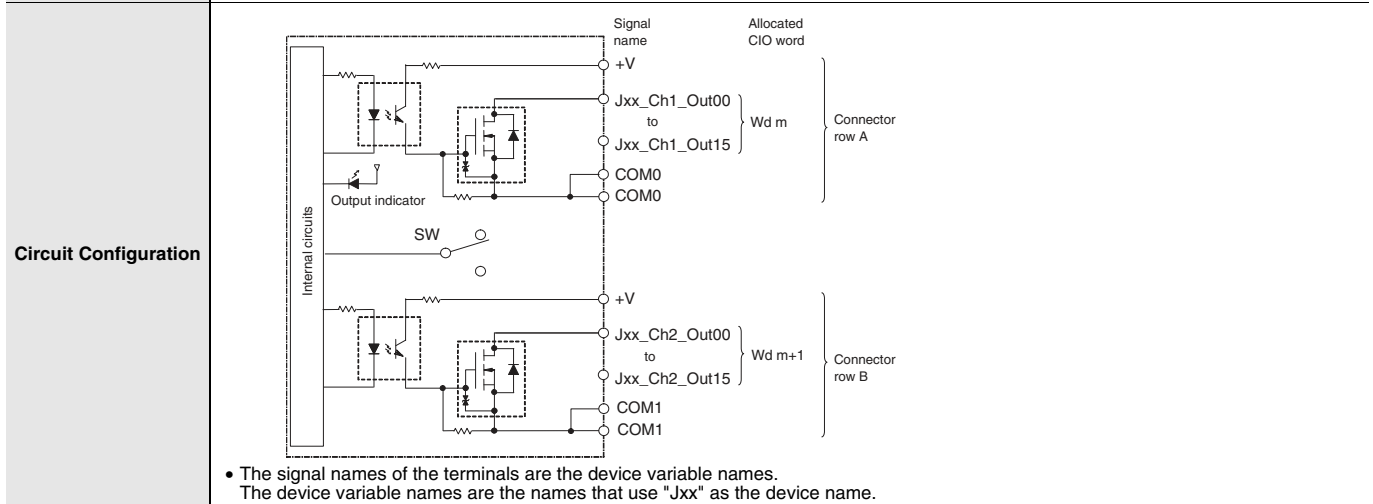 Circuit Configuration
Signal name
Allocated CIO word
+V
Jxx_Ch1_Out00
to
Jxx_Ch1_Out15
Wd m
Connector row A
COM0
COM0
Output indicator
Internal circuits
SW
+V
Jxx_Ch2_Out00
to
Jxx_Ch2_Out15
Wd m+1
Connector row B
COM1
COM1
• The signal names of the terminals are the device variable names.
The device variable names are the names that use "Jxx" as the device name.